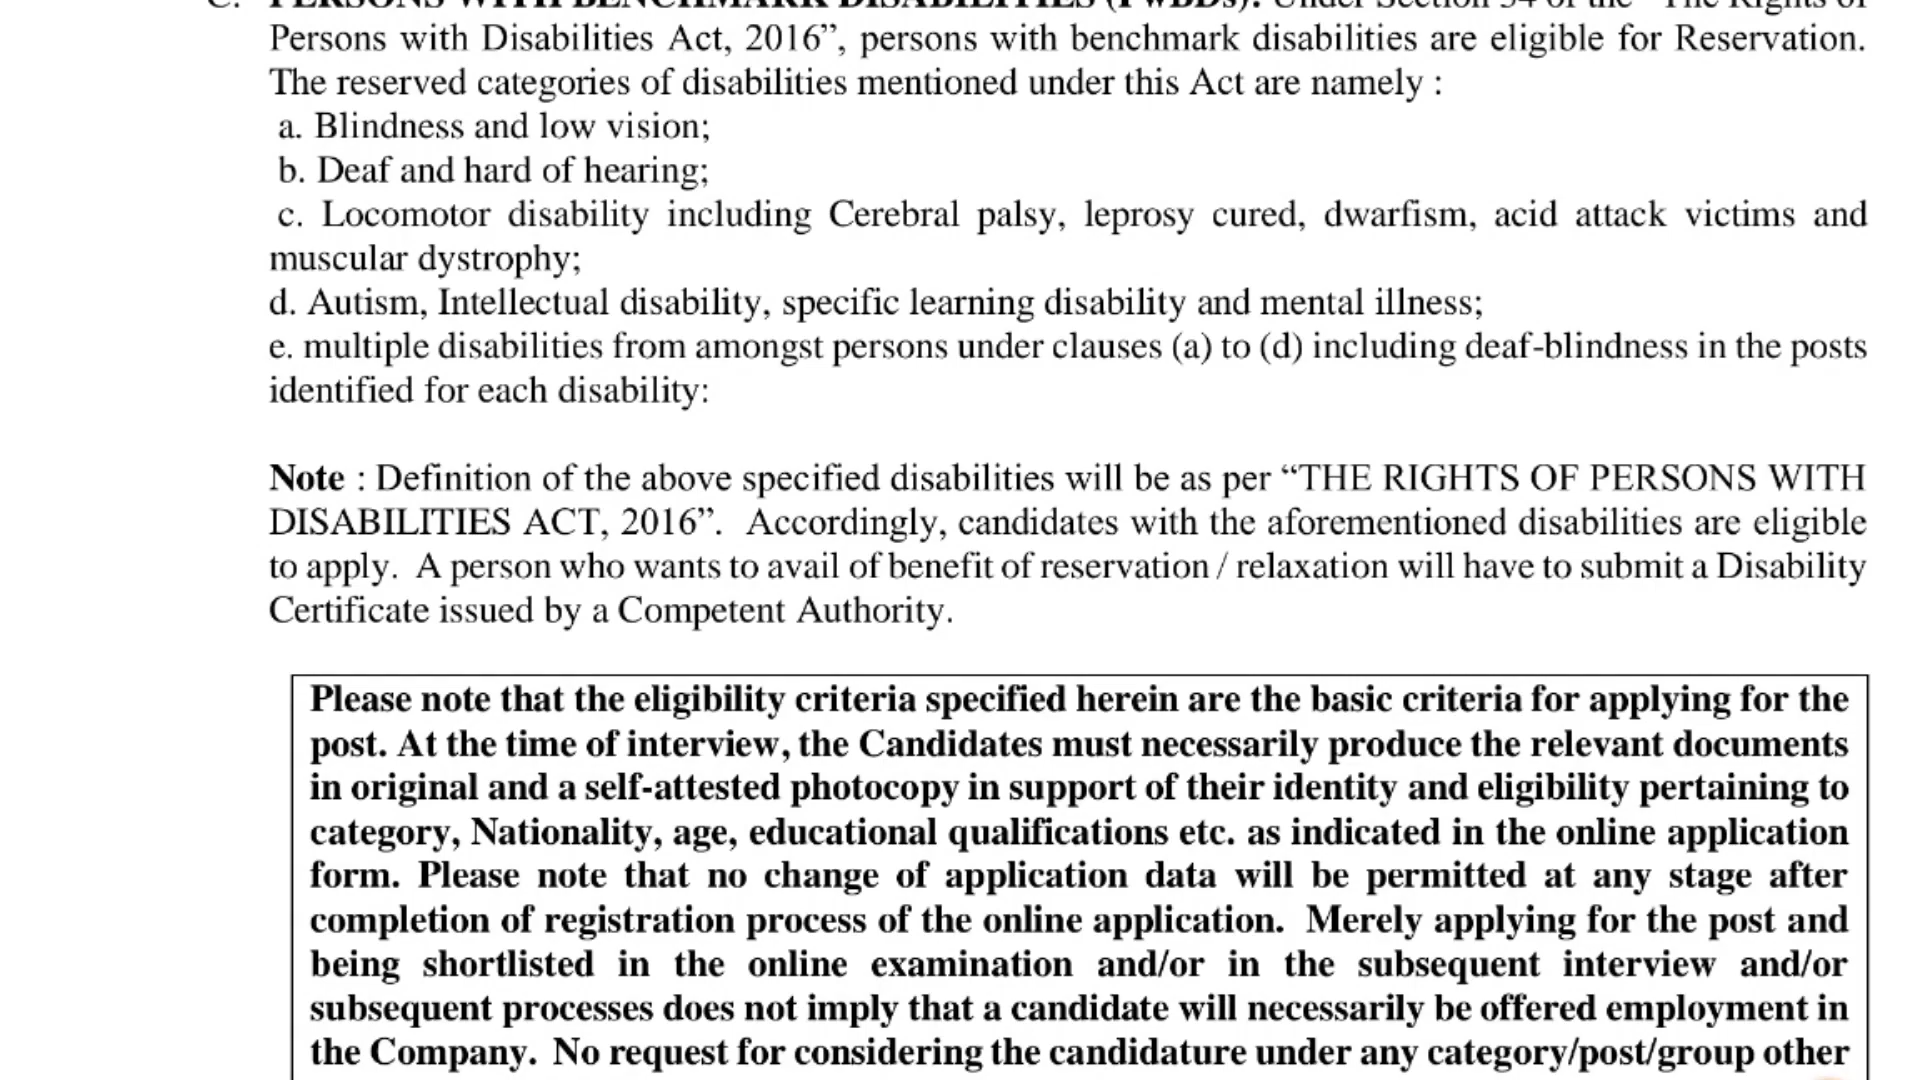 C. PERSONS WITH BENCHMARK DISABILITIES (PwBDs): Under Section 34 of the “The Rights of
Persons with Disabilities Act, 2016”, persons with benchmark disabilities are eligible for Reservation.
The reserved categories of disabilities mentioned under this Act are namely :
a. Blindness and low vision;
b. Deaf and hard of hearing;
c. Locomotor disability including Cerebral palsy, leprosy cured, dwarfism, acid attack victims and
muscular dystrophy;
d. Autism, Intellectual disability, specific learning disability and mental illness;
e. multiple disabilities from amongst persons under clauses (a) to (d) including deaf-blindness in the posts
identified for each disability:
Note : Definition of the above specified disabilities will be as per “THE RIGHTS OF PERSONS WITH
DISABILITIES ACT, 2016”. Accordingly, candidates with the aforementioned disabilities are eligible
to apply. A person who wants to avail of benefit of reservation / relaxation will have to submit a Disability
Certificate issued by a Competent Authority.
Please note that the eligibility criteria specified herein are the basic criteria for applying for the
post. At the time of interview, the Candidates must necessarily produce the relevant documents
in original and a self-attested photocopy in support of their identity and eligibility pertaining to
category, Nationality, age, educational qualifications etc. as indicated in the online application
form. Please note that no change of application data will be permitted at any stage after
completion of registration process of the online application. Merely applying for the post and
being shortlisted in the online examination and/or in the subsequent interview and/or
subsequent processes does not imply that a candidate will necessarily be offered employment in
the Company. No request for considering the candidature under any category/post/group other